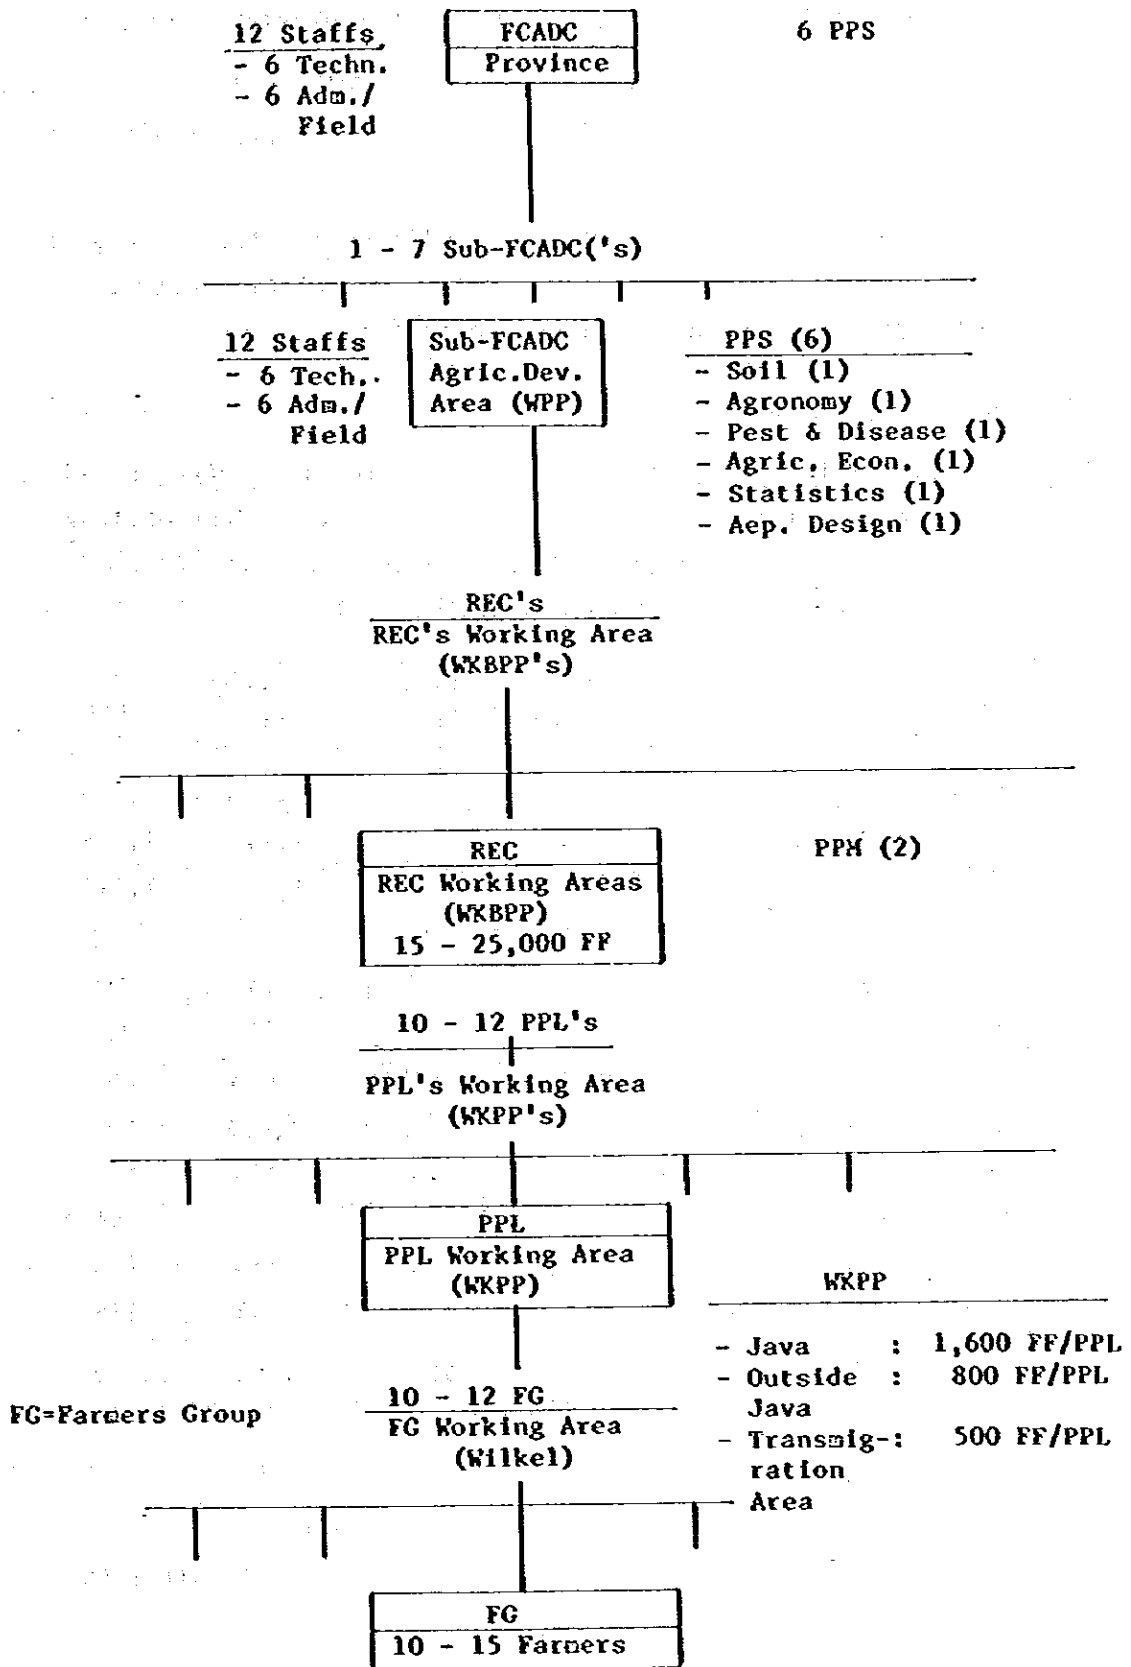 12 Staffs
- 6 Techn.
- 6 Adm./
Field
FCADC
Province
6 PPS
1 - 7 Sub-FCADC('s)
12 Staffs
- 6 Tech.
- 6 Adm./
Field
Sub-FCADC
Agric.Dev.
Area (WPP)
PPS (6)
- Soil (1)
- Agronomy (1)
- Pest & Disease (1)
- Agric. Econ. (1)
- Statistics (1)
- Aep. Design (1)
REC's
REC's Working Area
(WKBPP's)
REC
REC Working Areas
(WKBPP)
15 - 25,000 FF
PPM (2)
10 - 12 PPL's
PPL's Working Area
(WKPP's)
PPL
PPL Working Area
(WKPP)
WKPP
- Java : 1,600 FF/PPL
- Outside : 800 FF/PPL
Java
- Transmig-: 500 FF/PPL
ration
Area
FG=Farmers Group
10 - 12 FG
FG Working Area
(Wilkel)
FG
10 - 15 Farmers